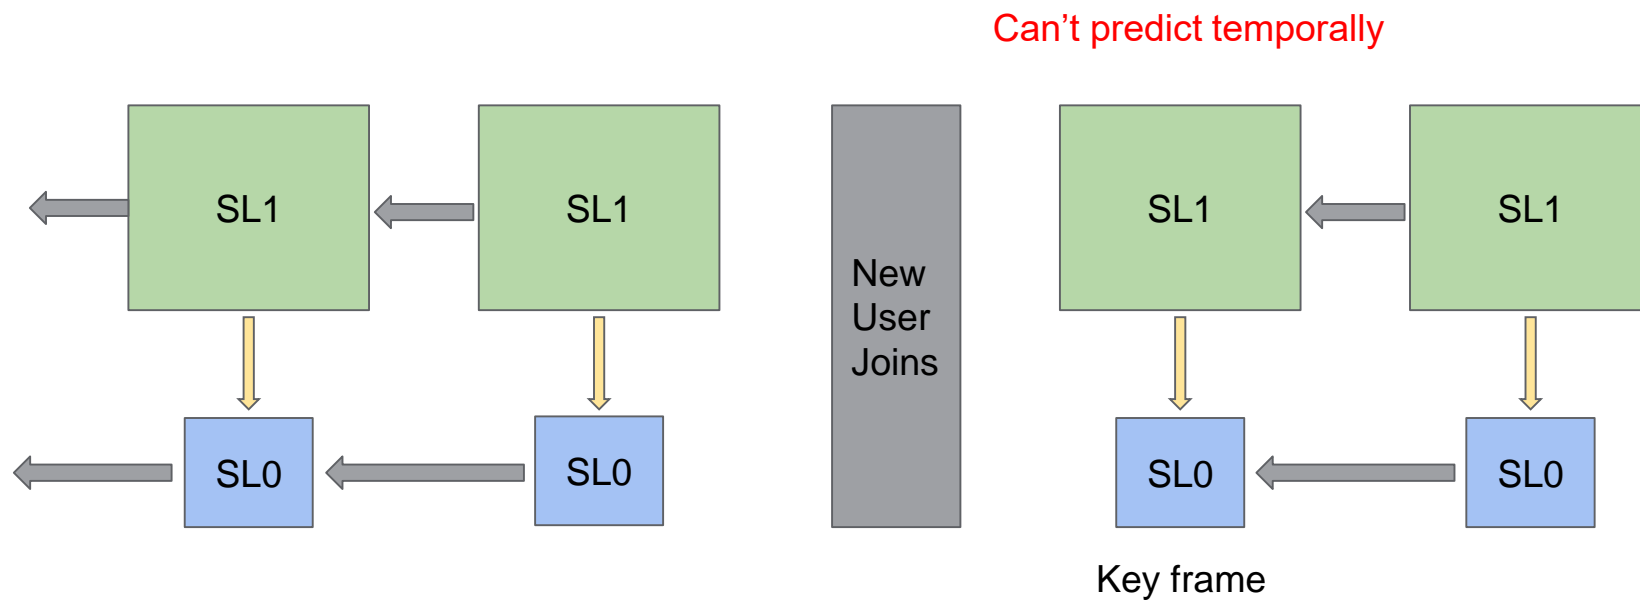 Can't predict temporally
SL1
SL1
New
User
Joins
SL1
SL1
SL0
SL0
SL0
SL0
Key frame